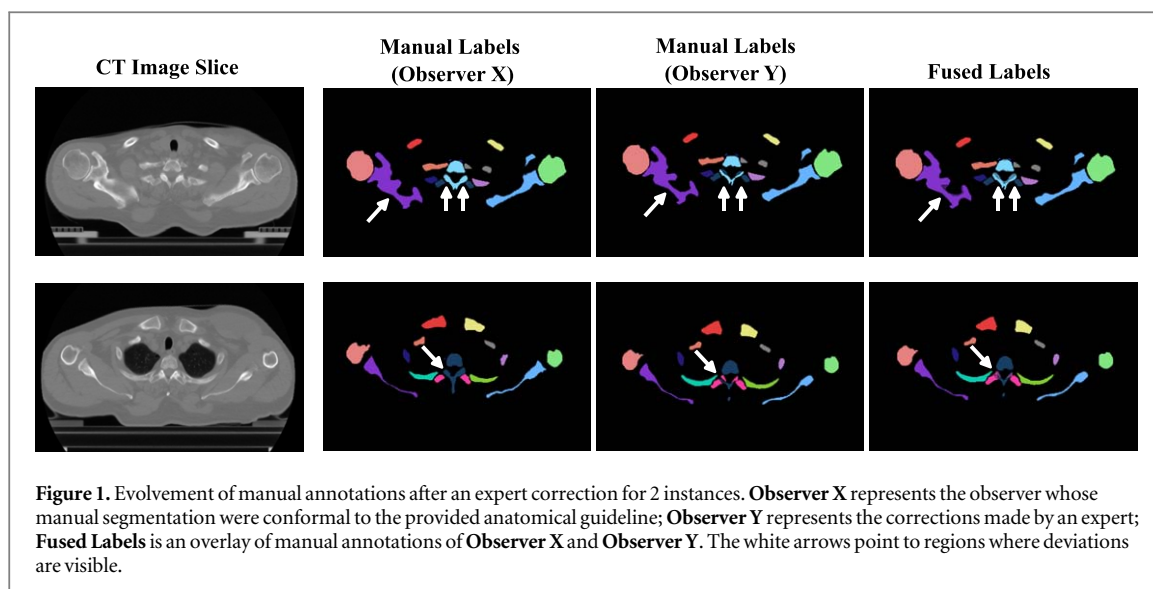 CT Image Slice
Manual Labels
(Observer X)
Manual Labels
(Observer Y)
Fused Labels
Figure 1. Evolvement of manual annotations after an expert correction for 2 instances. Observer X represents the observer whose
manual segmentation were conformal to the provided anatomical guideline; Observer Y represents the corrections made by an expert;
Fused Labels is an overlay of manual annotations of Observer X and Observer Y. The white arrows point to regions where deviations
are visible.